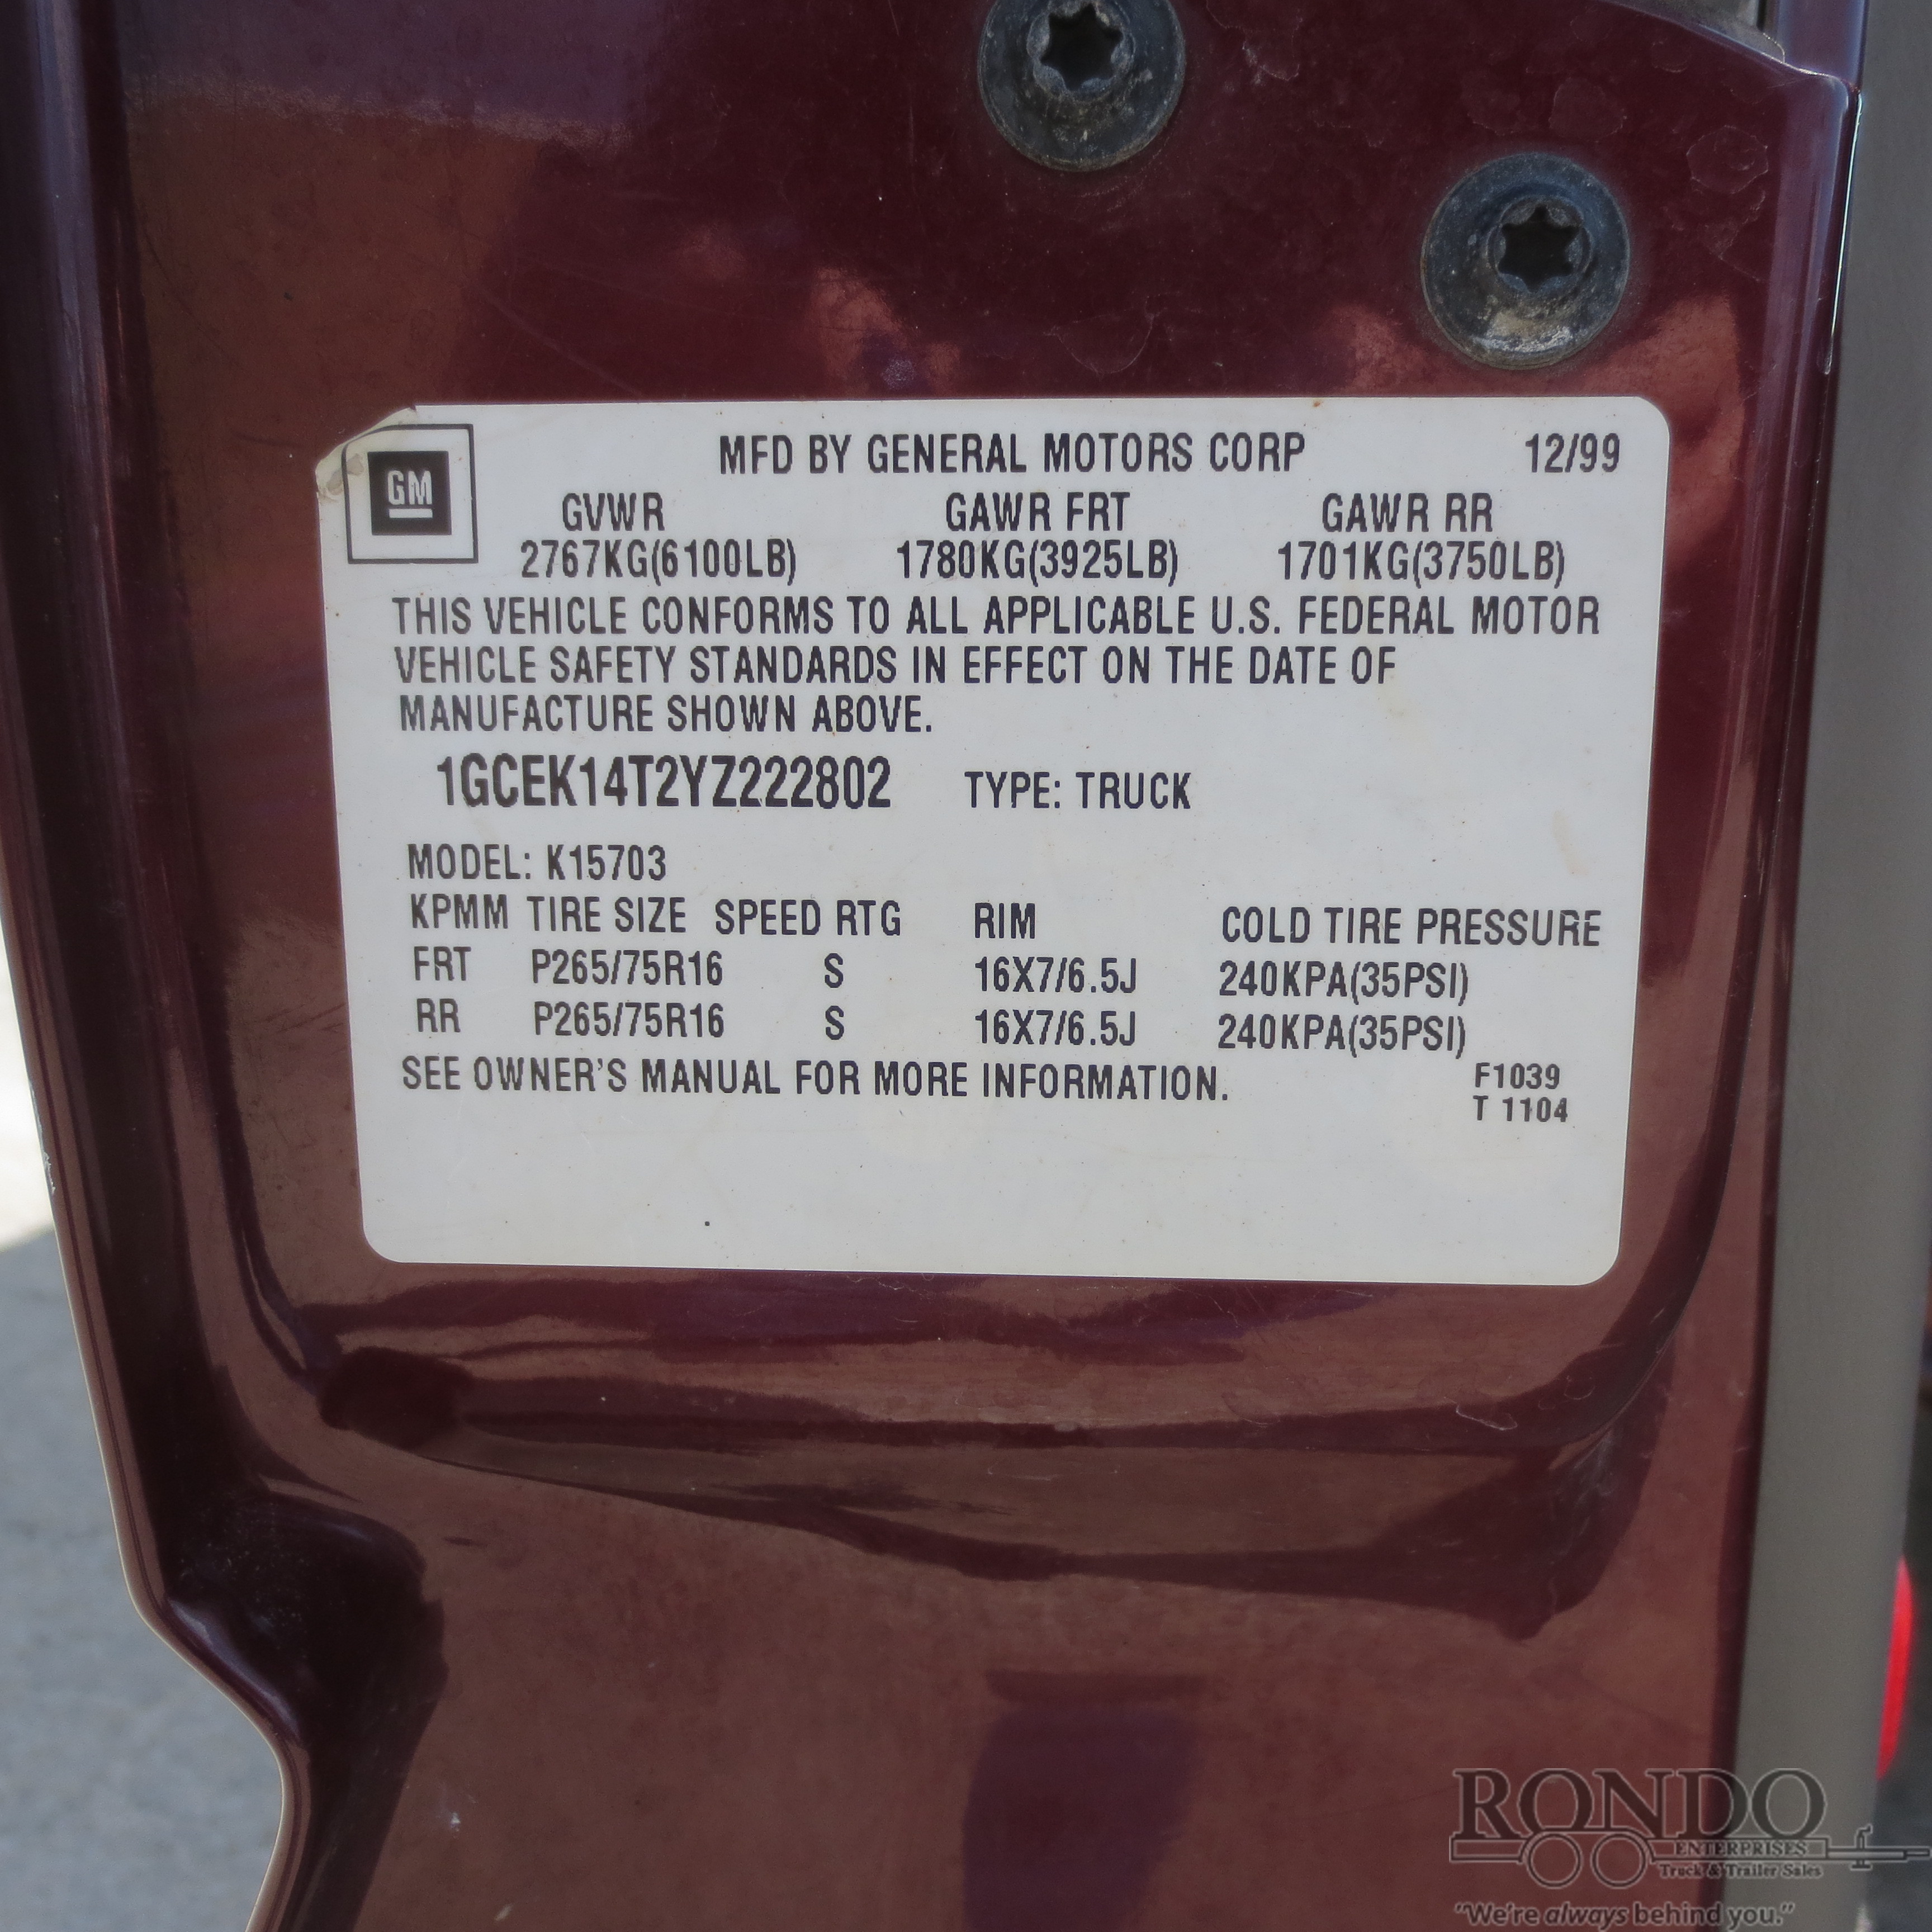 GM
MFD BY GENERAL MOTORS CORP 12/99
GVWR GAWR FRT GAWR RR
2767KG(6100LB) 1780KG(3925LB) 1701KG(3750LB)
THIS VEHICLE CONFORMS TO ALL APPLICABLE U.S. FEDERAL MOTOR
VEHICLE SAFETY STANDARDS IN EFFECT ON THE DATE OF
MANUFACTURE SHOWN ABOVE.
1GCEK14T2YZ222802 TYPE: TRUCK
MODEL: K15703
KPMM TIRE SIZE SPEED RTG RIM COLD TIRE PRESSURE
FRT P265/75R16 S 16X7/6.5J 240KPA(35PSI)
RR P265/75R16 S 16X7/6.5J 240KPA(35PSI)
SEE OWNER'S MANUAL FOR MORE INFORMATION.
F1039
T 1104
RONDO
ENTERPRISES
Truck & Trailer Sales
"We're always behind you."